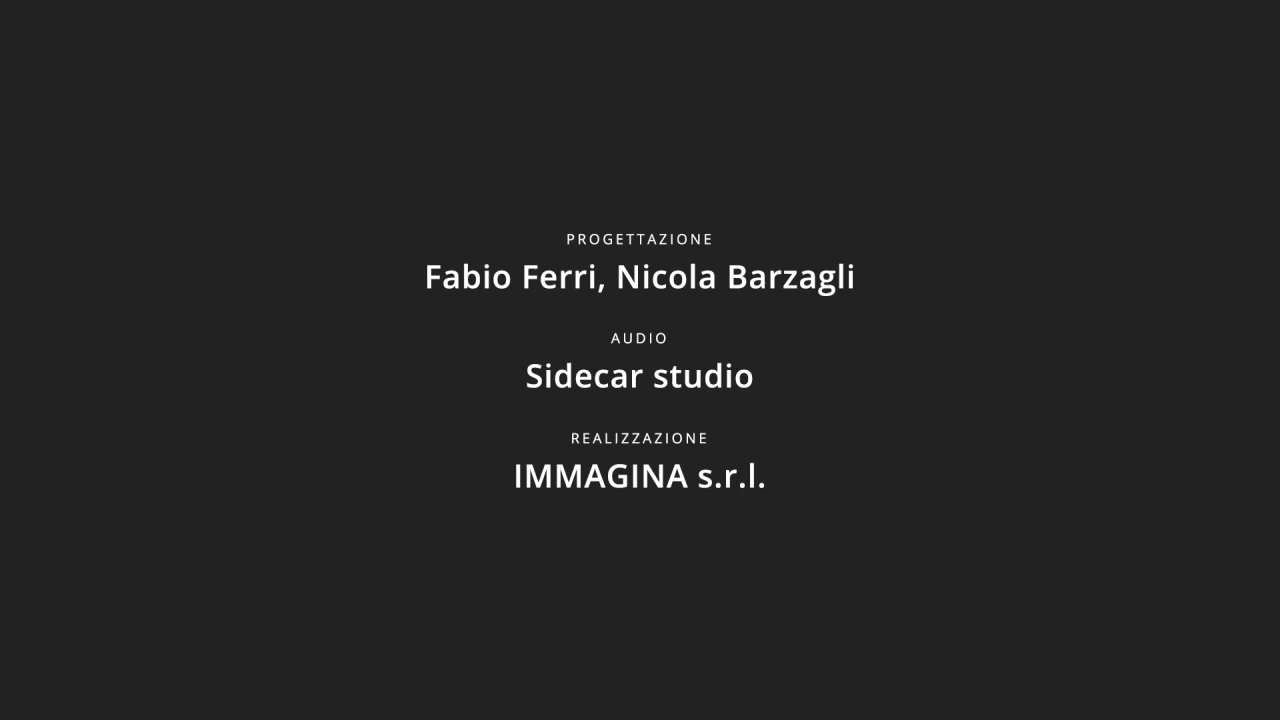 PROGETTAZIONE
Fabio Ferri, Nicola Barzagli
AUDIO
Sidecar studio
REALIZZAZIONE
IMMAGINA s.r.l.